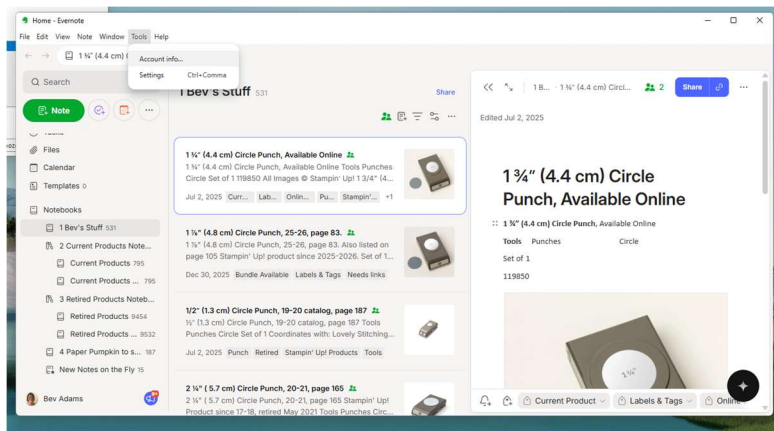 Home - Evernote
File Edit View Note Window Tools Help
1 ¾" (4.4 cm) C
Account info...
Settings Ctrl+Comma
Search
Note
Files
Calendar
Templates 0
Notebooks
1 Bev's Stuff 531
2 Current Products Note...
Current Products 795
Current Products ... 795
3 Retired Products Noteb...
Retired Products 9454
Retired Products ... 9532
4 Paper Pumpkin to s... 187
New Notes on the Fly 15
Bev Adams
1 Bev's Stuff 531
Share
1 ¾" (4.4 cm) Circle Punch, Available Online
1 ¾" (4.4 cm) Circle Punch, Available Online Tools Punches
Circle Set of 1 119850 All Images © Stampin' Up! 1 3/4" (4...
Jul 2, 2025 Curr... Lab... Onlin... Pu... Stampin'... +1
1 ⅞" (4.8 cm) Circle Punch, 25-26, page 83.
1 ⅞" (4.8 cm) Circle Punch, 25-26, page 83. Also listed on
page 105 Stampin' Up! product since 2025-2026. Set of 1...
Dec 30, 2025 Bundle Available Labels & Tags Needs links
1/2" (1.3 cm) Circle Punch, 19-20 catalog, page 187
½" (1.3 cm) Circle Punch, 19-20 catalog, page 187 Tools
Punches Circle Set of 1 Coordinates with: Lovely Stitching...
Jul 2, 2025 Punch Retired Stampin' Up! Products Tools
2 ¼" ( 5.7 cm) Circle Punch, 20-21, page 165
2 ¼" ( 5.7 cm) Circle Punch, 20-21, page 165 Stampin' Up!
Product since 17-18, retired May 2021 Tools Punches Circ...
1 B... · 1 ¾" (4.4 cm) Circl... 2 Share
Edited Jul 2, 2025
1 ¾" (4.4 cm) Circle
Punch, Available Online
1 ¾" (4.4 cm) Circle Punch, Available Online
Tools Punches Circle
Set of 1
119850
1¾"
Current Product Labels & Tags Online